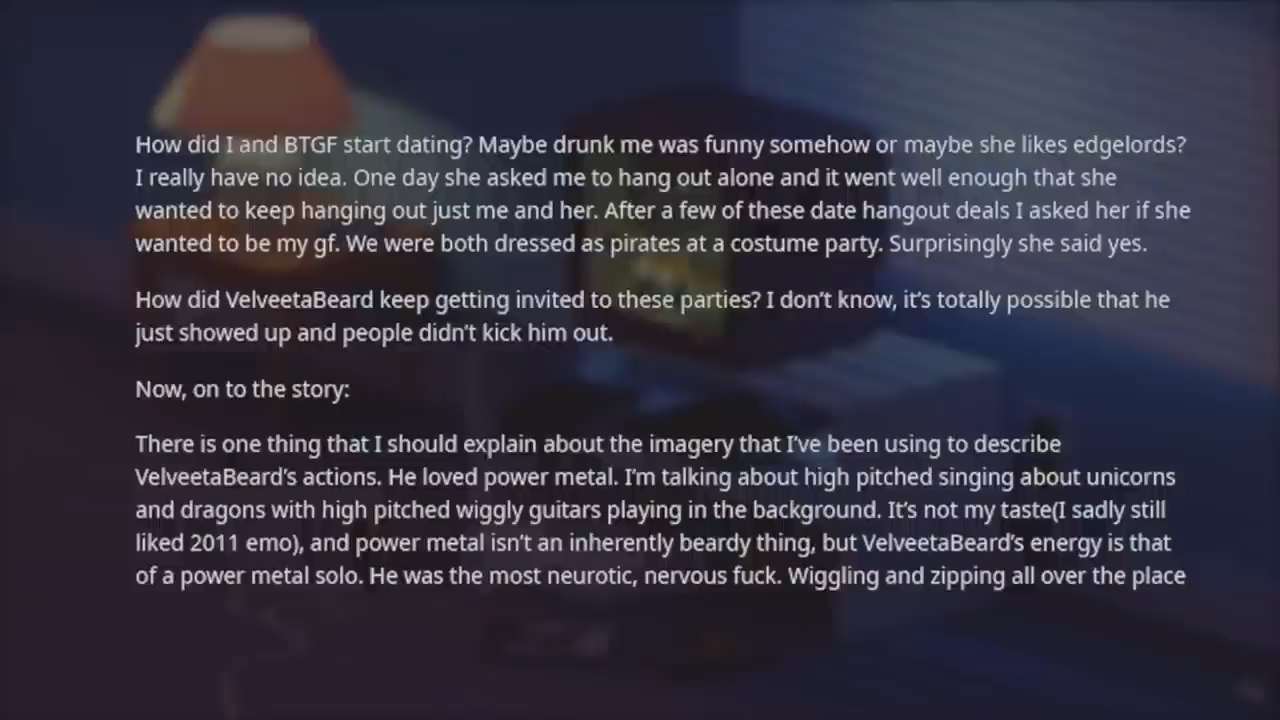 How did I and BTGF start dating? Maybe drunk me was funny somehow or maybe she likes edgelords?
I really have no idea. One day she asked me to hang out alone and it went well enough that she
wanted to keep hanging out just me and her. After a few of these date hangout deals I asked her if she
wanted to be my gf. We were both dressed as pirates at a costume party. Surprisingly she said yes.
How did VelveetaBeard keep getting invited to these parties? I don’t know, it’s totally possible that he
just showed up and people didn’t kick him out.
Now, on to the story:
There is one thing that I should explain about the imagery that I’ve been using to describe
VelveetaBeard’s actions. He loved power metal. I’m talking about high pitched singing about unicorns
and dragons with high pitched wiggly guitars playing in the background. It’s not my taste(I sadly still
liked 2011 emo), and power metal isn’t an inherently beardy thing, but VelveetaBeard’s energy is that
of a power metal solo. He was the most neurotic, nervous fuck. Wiggling and zipping all over the place